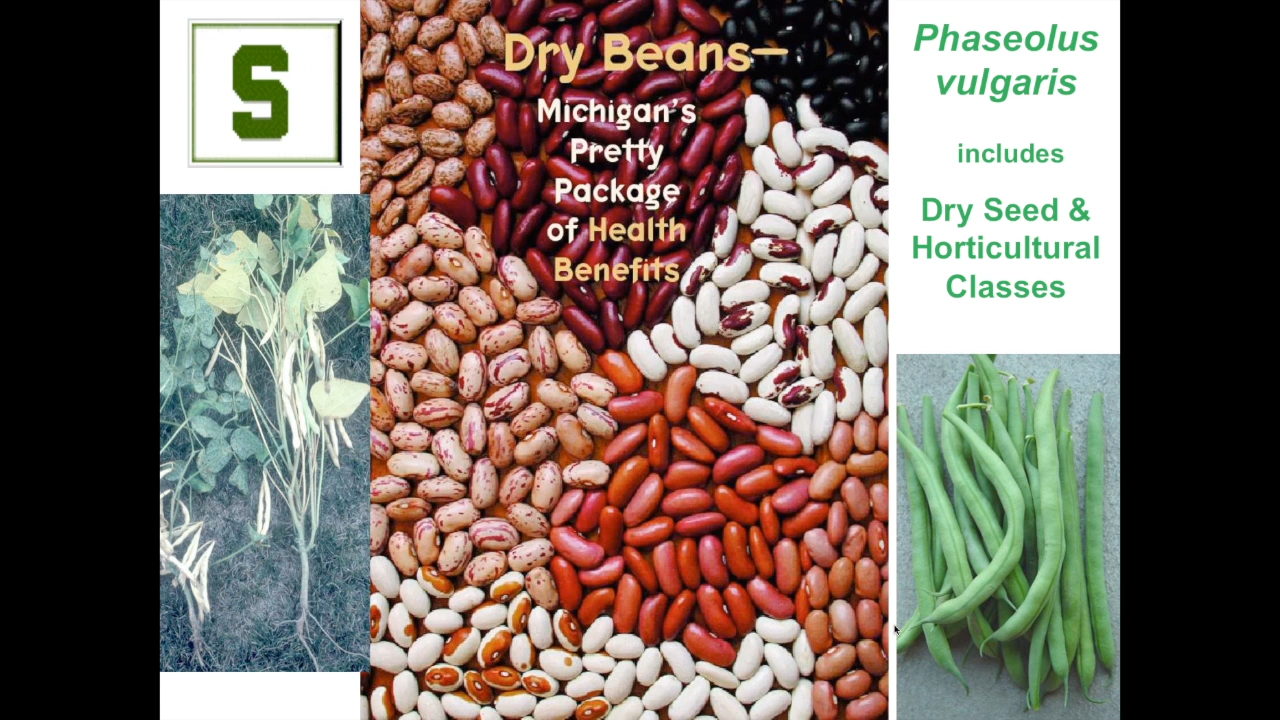 S
Dry Beans—
Michigan's
Pretty
Package
of Health
Benefits
Phaseolus
vulgaris
includes
Dry Seed &
Horticultural
Classes